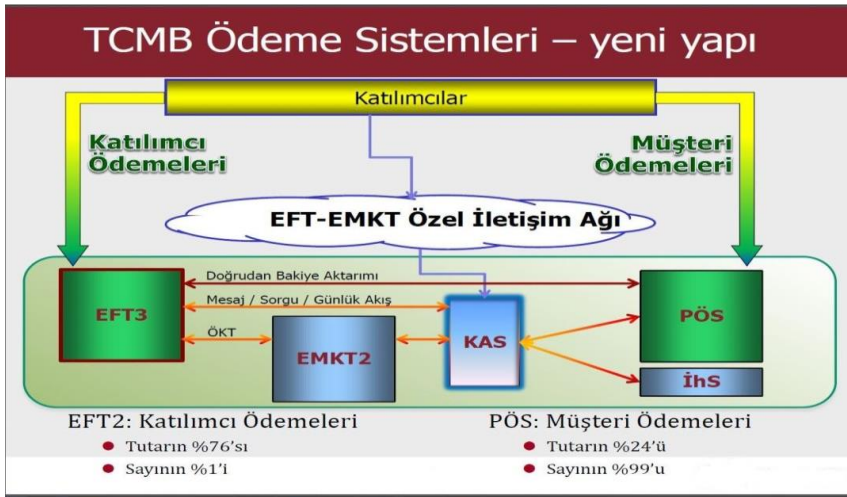 TCMB Ödeme Sistemleri – yeni yapı
Katılımcılar
Katılımcı
Ödemeleri
Müşteri
Ödemeleri
EFT-EMKT Özel İletişim Ağı
Doğrudan Bakiye Aktarımı
Mesaj / Sorgu / Günlük Akış
ÖKT
EFT3
EMKT2
KAS
PÖS
İhS
EFT2: Katılımcı Ödemeleri
Tutarın %76'sı
Sayının %1'i
PÖS: Müşteri Ödemeleri
Tutarın %24'ü
Sayının %99'u